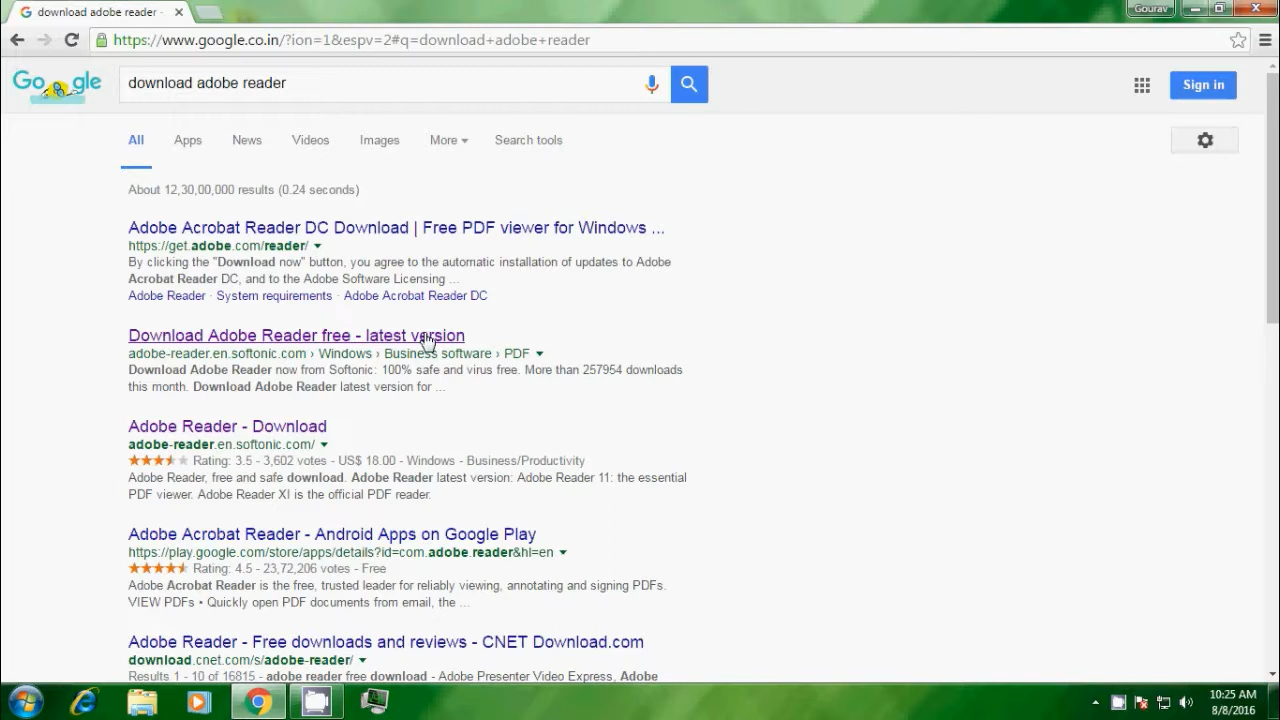 download adobe reader -
Gourav
https://www.google.co.in/?ion=1&espv=2#q=download+adobe+reader
Google
download adobe reader
Sign in
All Apps News Videos Images More Search tools
About 12,30,00,000 results (0.24 seconds)
Adobe Acrobat Reader DC Download | Free PDF viewer for Windows ...
https://get.adobe.com/reader/
By clicking the "Download now" button, you agree to the automatic installation of updates to Adobe
Acrobat Reader DC, and to the Adobe Software Licensing ...
Adobe Reader · System requirements · Adobe Acrobat Reader DC
Download Adobe Reader free - latest version
adobe-reader.en.softonic.com › Windows › Business software › PDF
Download Adobe Reader now from Softonic: 100% safe and virus free. More than 257954 downloads
this month. Download Adobe Reader latest version for ...
Adobe Reader - Download
adobe-reader.en.softonic.com/
Rating: 3.5 - 3,602 votes - US$ 18.00 - Windows - Business/Productivity
Adobe Reader, free and safe download. Adobe Reader latest version: Adobe Reader 11: the essential
PDF viewer. Adobe Reader XI is the official PDF reader.
Adobe Acrobat Reader - Android Apps on Google Play
https://play.google.com/store/apps/details?id=com.adobe.reader&hl=en
Rating: 4.5 - 23,72,206 votes - Free
Adobe Acrobat Reader is the free, trusted leader for reliably viewing, annotating and signing PDFs.
VIEW PDFs • Quickly open PDF documents from email, the ...
Adobe Reader - Free downloads and reviews - CNET Download.com
download.cnet.com/s/adobe-reader/
Results 1 - 10 of 16815 - adobe reader free download - Adobe Presenter Video Express, Adobe
10:25 AM
8/8/2016